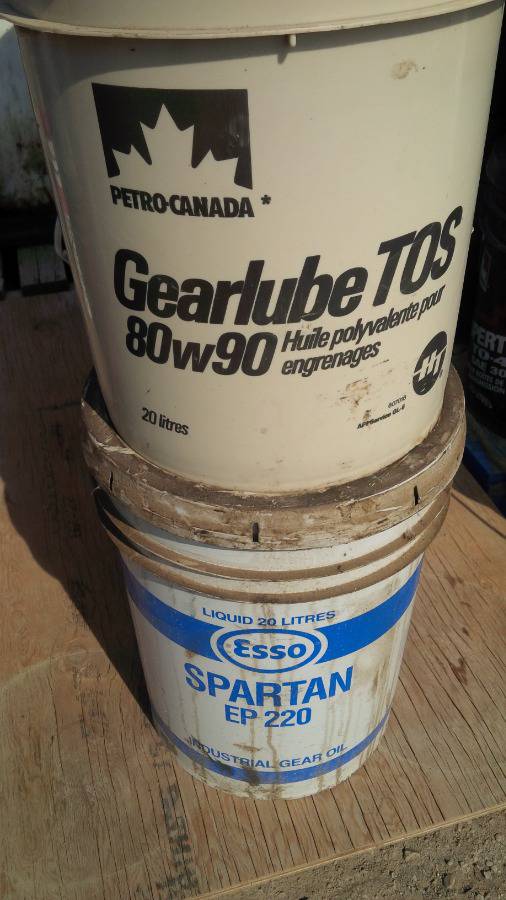 PETRO-CANADA *
Gearlube TOS
80w90 Huile polyvalente pour
engrenages
HT
20 litres
LIQUID 20 LITRES
Esso
SPARTAN
EP 220
INDUSTRIAL GEAR OIL